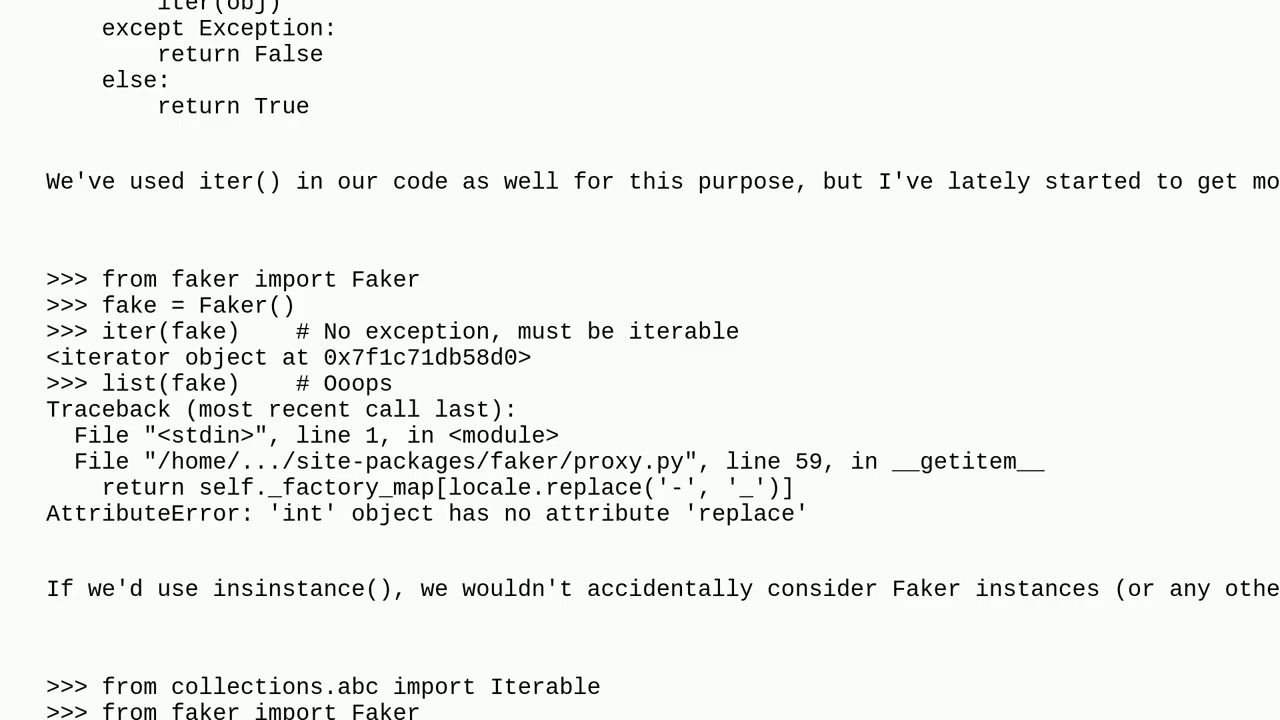 iter(obj)
except Exception:
return False
else:
return True
We've used iter() in our code as well for this purpose, but I've lately started to get
>>> from faker import Faker
>>> fake = Faker()
>>> iter(fake)    # No exception, must be iterable
<iterator object at 0x7f1c71db58d0>
>>> list(fake)    # Ooops
Traceback (most recent call last):
File "<stdin>", line 1, in <module>
File "/home/.../site-packages/faker/proxy.py", line 59, in __getitem__
return self._factory_map[locale.replace('-', '_')]
AttributeError: 'int' object has no attribute 'replace'
If we'd use insinstance(), we wouldn't accidentally consider Faker instances (or any
>>> from collections.abc import Iterable
>>> from faker import Faker